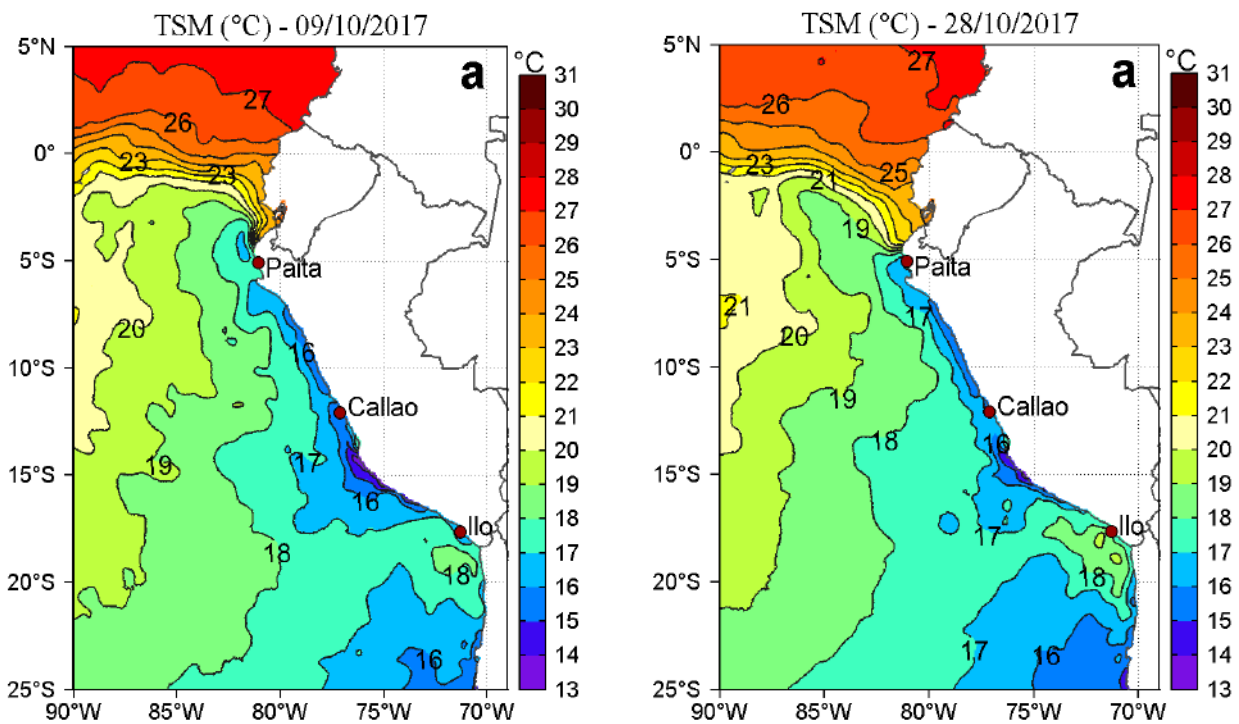 TSM (°C) - 09/10/2017
5°N
0°
5°S
10°S
15°S
20°S
25°S
90°W
85°W
80°W
75°W
70°W
a
27
26
23
23
20
19
18
17
16
16
18
16
Paita
Callao
Ilo
°C
31
30
29
28
27
26
25
24
23
22
21
20
19
18
17
16
15
14
13
TSM (°C) - 28/10/2017
5°N
0°
5°S
10°S
15°S
20°S
25°S
90°W
85°W
80°W
75°W
70°W
a
27
26
23
25
21
19
21
20
17
19
18
16
17
18
17
16
Paita
Callao
Ilo
°C
31
30
29
28
27
26
25
24
23
22
21
20
19
18
17
16
15
14
13